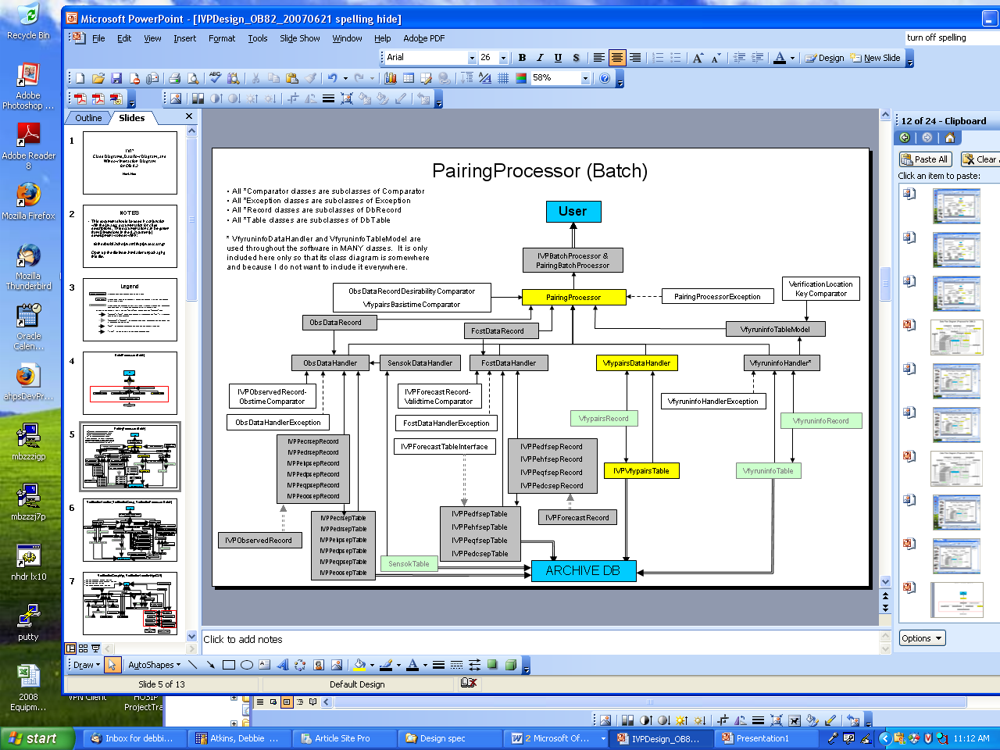 Microsoft PowerPoint - [IVPDesign_OB82_20070621 spelling hide]
File Edit View Insert Format Tools Slide Show Window Help Adobe PDF
turn off spelling
Arial 26 B I U S Design New Slide
58%
Outline Slides
12 of 24 - Clipboard
Paste All Clear
Click an item to paste:
Options
Recycle Bin
Adobe
Photoshop ...
Adobe Reader
8
Mozilla Firefox
Mozilla
Thunderbird
Oracle
Calen...
ahpsDevPr...
mbzzzigp
mbzzzj7p
nhdr lx10
putty
2008
Equipm...
VPN Client
HOSIP
ProjectTra
1
2
NOTES
3
Legend
4
5
6
7
PairingProcessor (Batch)
• All *Comparator classes are subclasses of Comparator
• All *Exception classes are subclasses of Exception
• All *Record classes are subclasses of DbRecord
• All *Table classes are subclasses of DbTable
* VfyruninfoDataHandler and VfyruninfoTableModel are
used throughout the software in MANY classes. It is only
included here only so that its class diagram is somewhere
and because I do not want to include it everywhere.
User
IVPBatchProcessor &
PairingBatchProcessor
ObsDataRecordDesirabilityComparator
VfypairsBasistimeComparator
PairingProcessor
PairingProcessorException
Verification Location
Key Comparator
ObsDataRecord
FcstDataRecord
VfyruninfoTableModel
ObsDataHandler
SensokDataHandler
FcstDataHandler
VfypairsDataHandler
VfyruninfoHandler*
IVPObservedRecord-
ObstimeComparator
IVPForecastRecord-
ValidtimeComparator
VfyruninfoHandlerException
ObsDataHandlerException
FcstDataHandlerException
VfypairsRecord
VfyruninfoRecord
IVPForecastTableInterface
IVPPecrsepRecord
IVPPedrsepRecord
IVPPelipsepRecord
IVPPedpsepRecord
IVPPeqpsepRecord
IVPPeoosepRecord
IVPPedfsepRecord
IVPPehfsepRecord
IVPPeqfsepRecord
IVPPedcsepRecord
IVPVfypairsTable
VfyruninfoTable
IVPPecrsepTable
IVPPedrsepTable
IVPPelipsepTable
IVPPedpsepTable
IVPPeqpsepTable
IVPPeoosepTable
IVPPedfsepTable
IVPPehfsepTable
IVPPeqfsepTable
IVPPedcsepTable
IVPForecastRecord
IVPObservedRecord
SensokTable
ARCHIVE DB
Click to add notes
Draw AutoShapes
Slide 5 of 13 Default Design
start Inbox for debbi... Atkins, Debbie ... Article Site Pro Design spec 2 Microsoft Of... IVPDesign_OB8... Presentation1 11:12 AM